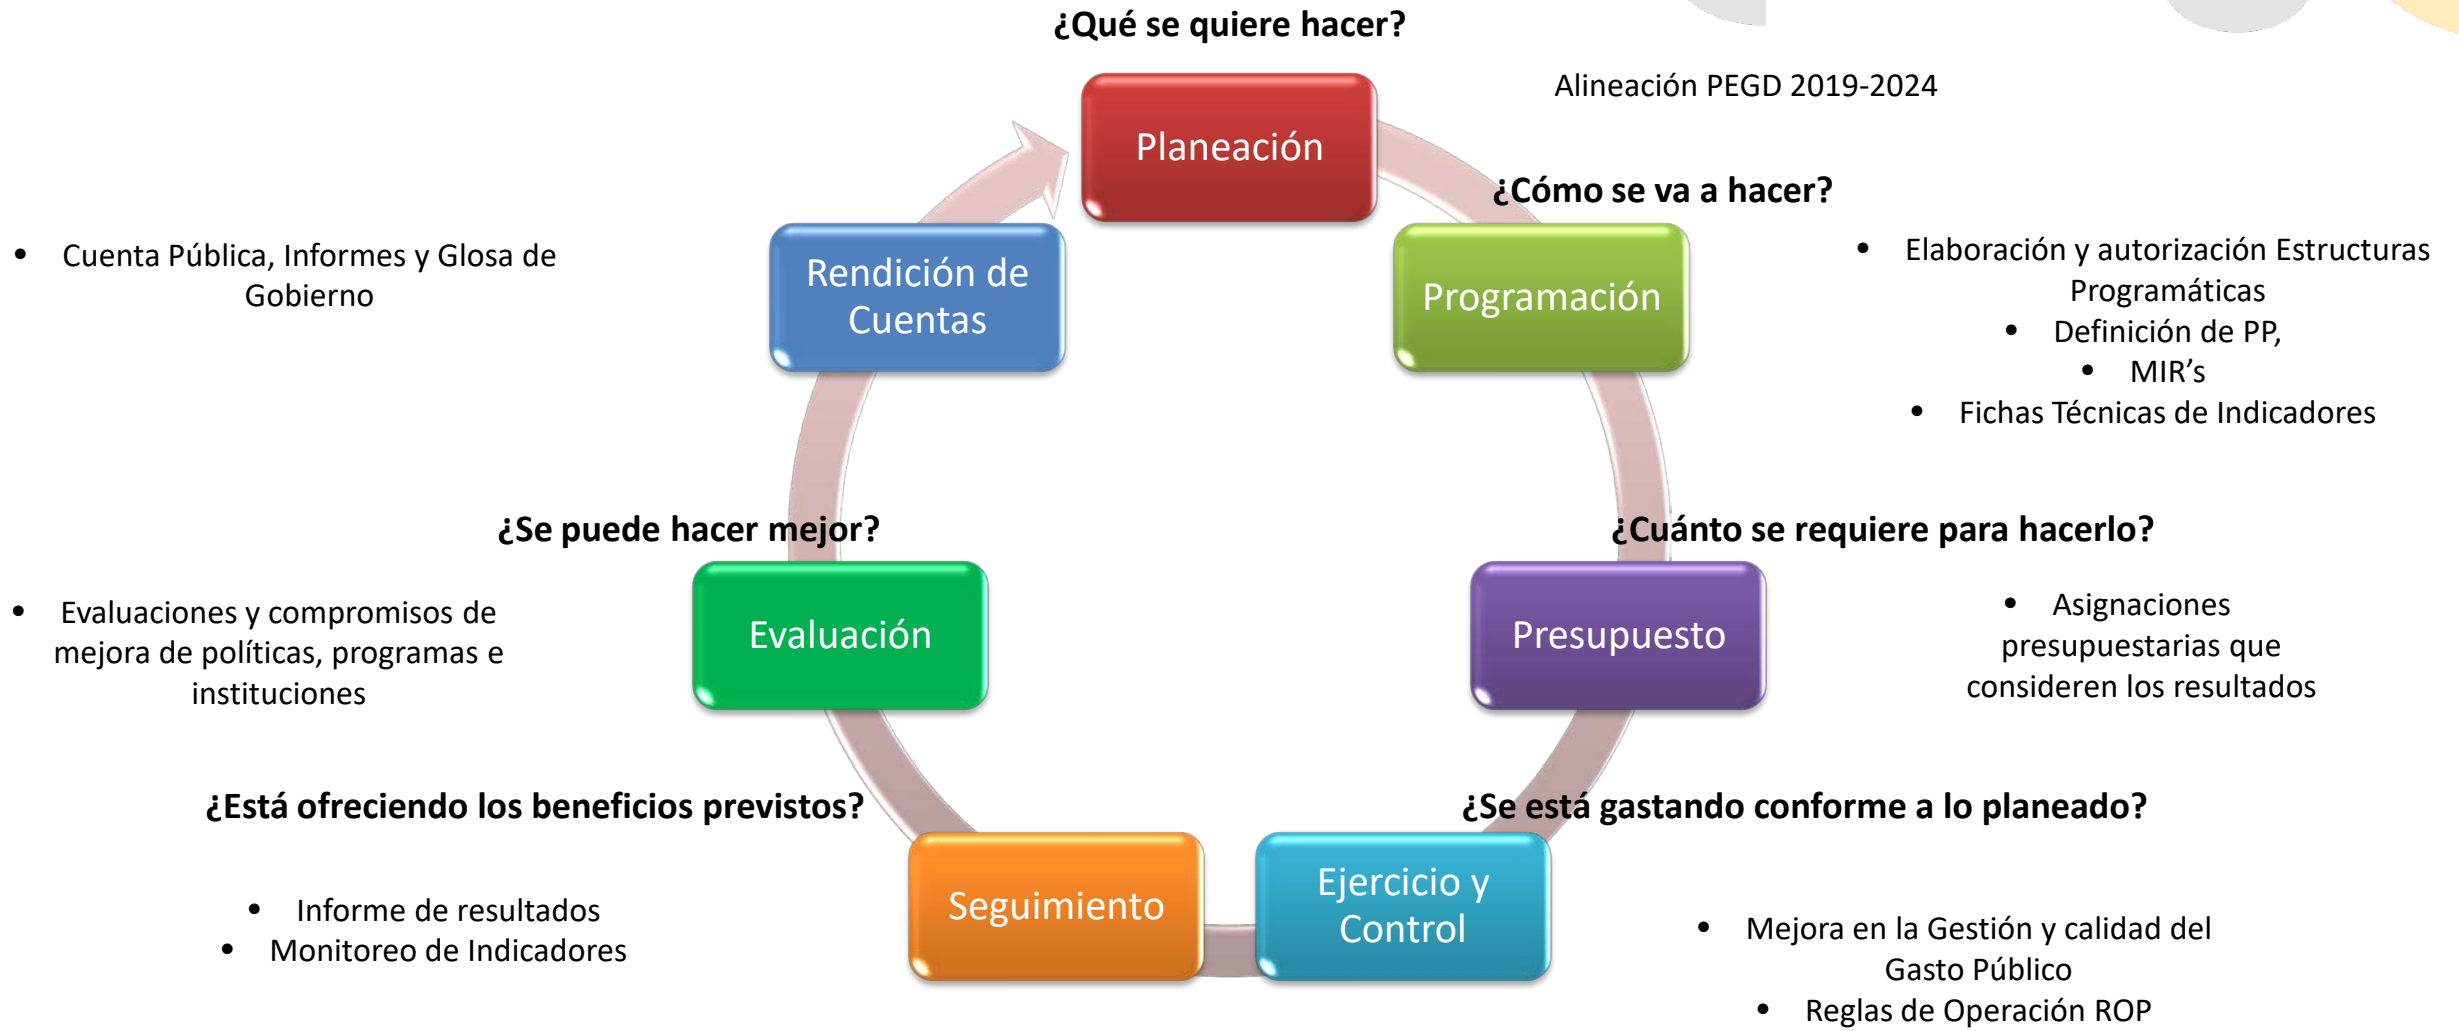 ¿Qué se quiere hacer?
Alineación PEGD 2019-2024
Planeación
¿Cómo se va a hacer?
Programación
• Elaboración y autorización Estructuras
Programáticas
• Definición de PP,
• MIR’s
• Fichas Técnicas de Indicadores
¿Cuánto se requiere para hacerlo?
Presupuesto
• Asignaciones
presupuestarias que
consideren los resultados
¿Se está gastando conforme a lo planeado?
Ejercicio y
Control
• Mejora en la Gestión y calidad del
Gasto Público
• Reglas de Operación ROP
¿Está ofreciendo los beneficios previstos?
Seguimiento
• Informe de resultados
• Monitoreo de Indicadores
¿Se puede hacer mejor?
Evaluación
• Evaluaciones y compromisos de
mejora de políticas, programas e
instituciones
Rendición de
Cuentas
• Cuenta Pública, Informes y Glosa de
Gobierno